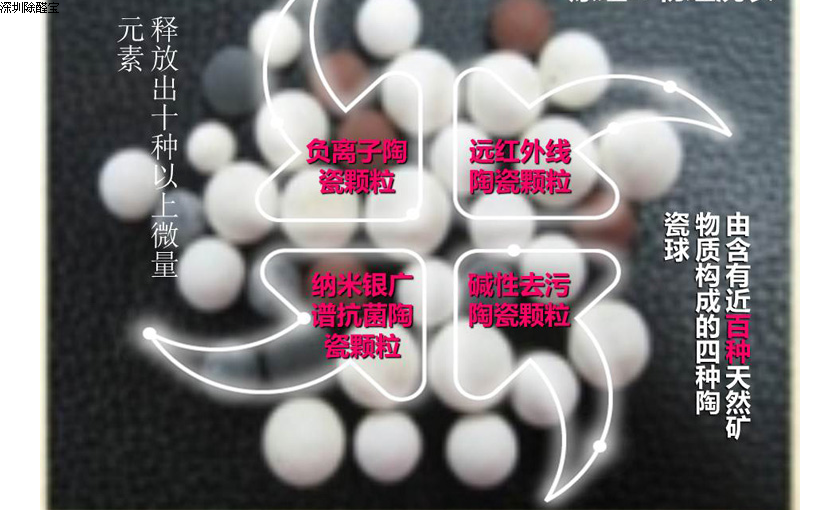 深圳除醛宝
释放出十种以上微量
元素
负离子陶
瓷颗粒
远红外线
陶瓷颗粒
纳米银广
谱抗菌陶
瓷颗粒
碱性去污
陶瓷颗粒
由含有近百种天然矿
物质构成的四种陶
瓷球